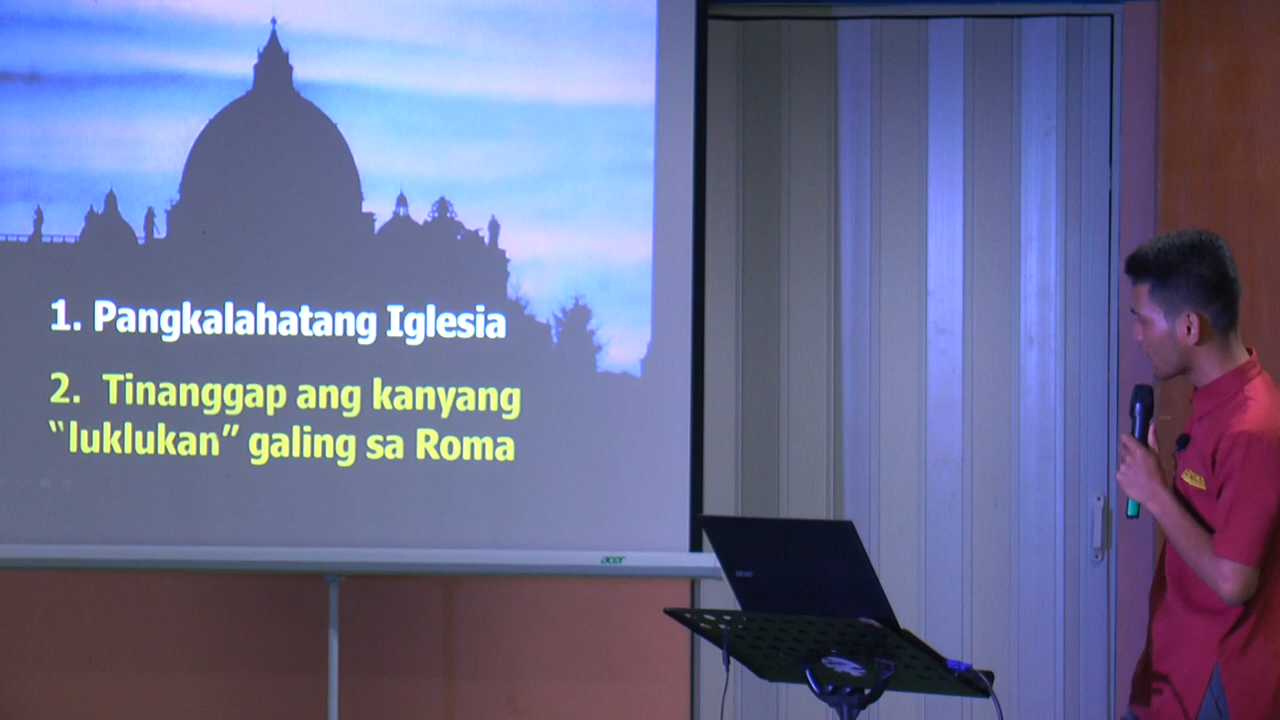 1. Pangkalahatang Iglesia
2. Tinanggap ang kanyang
“luklukan” galing sa Roma
acer
acer